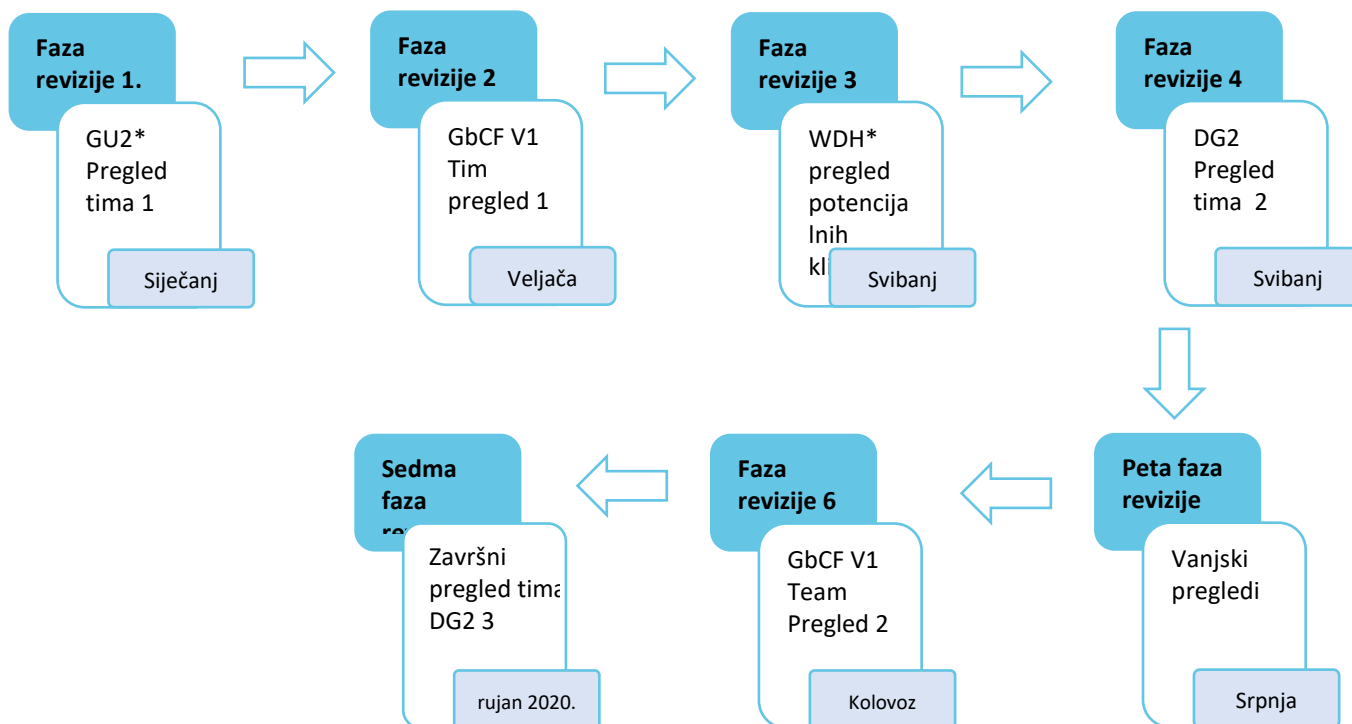 Faza
revizije 1.
GU2*
Pregled
tima 1
Siječanj
Faza
revizije 2
GbCF V1
Tim
pregled 1
Veljača
Faza
revizije 3
WDH*
pregled
potencija
lnih
Svibanj
Faza
revizije 4
DG2
Pregled
tima 2
Svibanj
Peta faza
revizije
Vanjski
pregledi
Srpnja
Faza
revizije 6
GbCF V1
Team
Pregled 2
Kolovoz
Sedma
faza
Završni
pregled tima
DG2 3
rujan 2020.